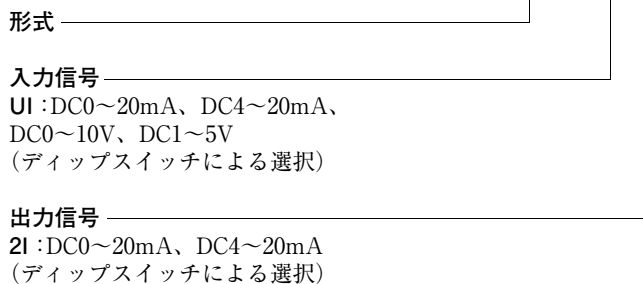 形式
入力信号
UI：DC0～20mA、DC4～20mA、
DC0～10V、DC1～5V
（ディップスイッチによる選択）
出力信号
2I：DC0～20mA、DC4～20mA
（ディップスイッチによる選択）